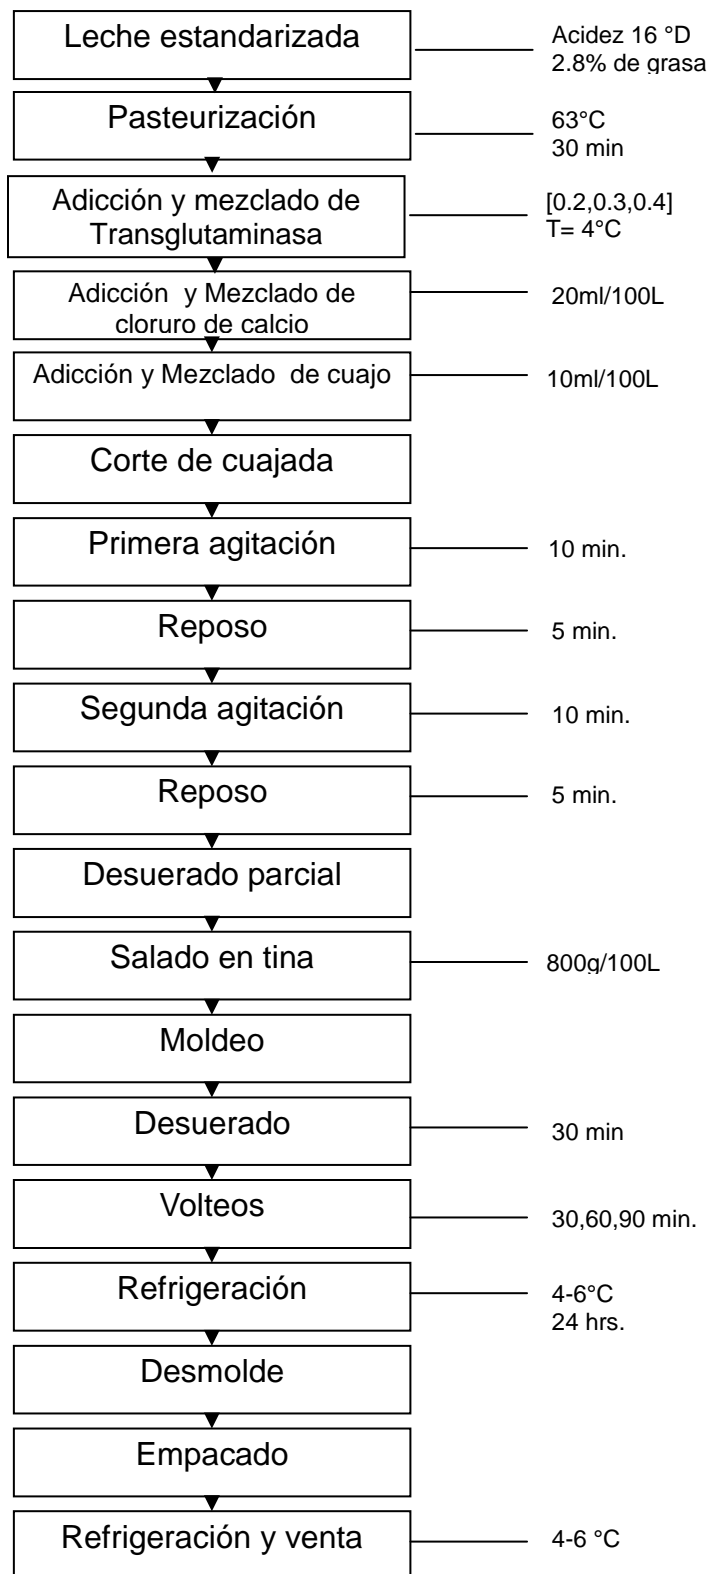 Leche estandarizada
Acidez 16 °D
2.8% de grasa
Pasteurización
63°C
30 min
Adicción y mezclado de
Transglutaminasa
[0.2,0.3,0.4]
T= 4°C
Adicción y Mezclado de
cloruro de calcio
20ml/100L
Adicción y Mezclado de cuajo
10ml/100L
Corte de cuajada
Primera agitación
10 min.
Reposo
5 min.
Segunda agitación
10 min.
Reposo
5 min.
Desuerado parcial
Salado en tina
800g/100L
Moldeo
Desuerado
30 min
Volteos
30,60,90 min.
Refrigeración
4-6°C
24 hrs.
Desmolde
Empacado
Refrigeración y venta
4-6 °C